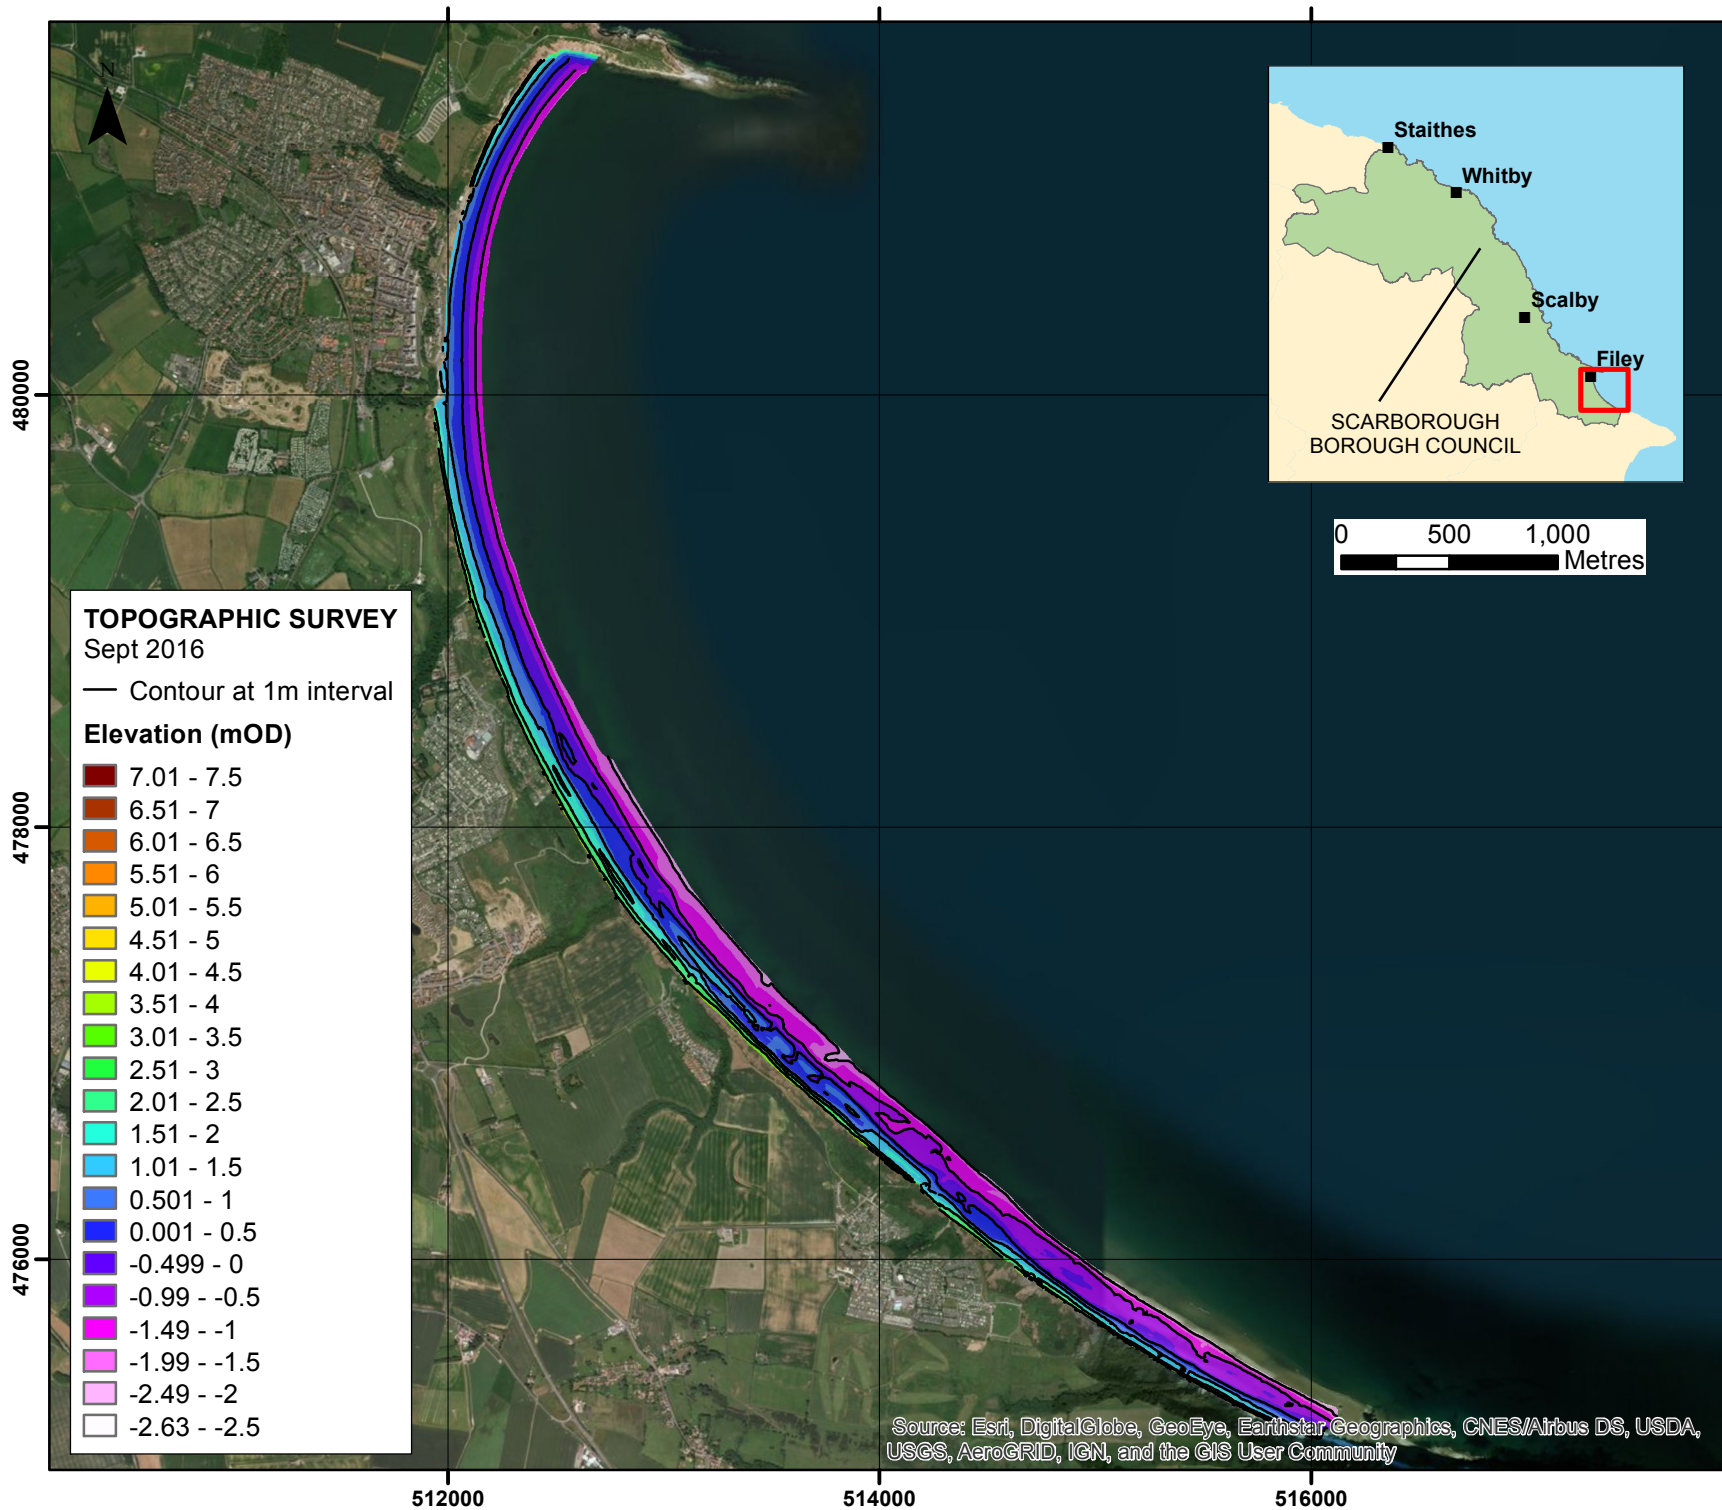 N
Staithes
Whitby
Scalby
Filey
SCARBOROUGH
BOROUGH COUNCIL
0 500 1,000
Metres
480000
478000
476000
TOPOGRAPHIC SURVEY
Sept 2016
Contour at 1m interval
Elevation (mOD)
7.01 - 7.5
6.51 - 7
6.01 - 6.5
5.51 - 6
5.01 - 5.5
4.51 - 5
4.01 - 4.5
3.51 - 4
3.01 - 3.5
2.51 - 3
2.01 - 2.5
1.51 - 2
1.01 - 1.5
0.501 - 1
0.001 - 0.5
-0.499 - 0
-0.99 - -0.5
-1.49 - -1
-1.99 - -1.5
-2.49 - -2
-2.63 - -2.5
Source: Esri, DigitalGlobe, GeoEye, Earthstar Geographics, CNES/Airbus DS, USDA,
USGS, AeroGRID, IGN, and the GIS User Community
512000
514000
516000